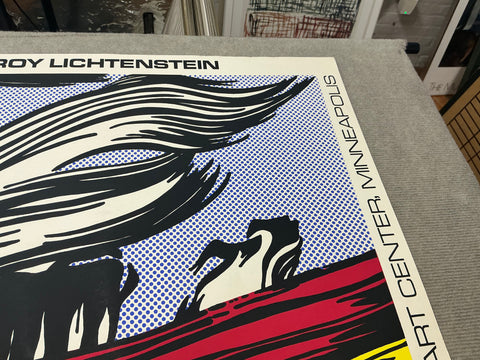 ROY LICHTENSTEIN
ART CENTER, MINNEAPOLIS